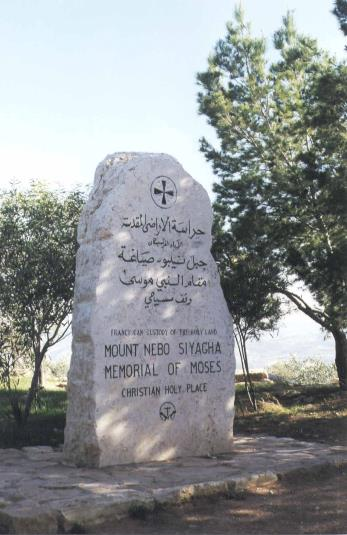 حراسة الاراضي المقدسة
جبل نيبو - صياغة
مقام النبي موسى
وقف مسيحي
FRANCISCAN CUSTODY OF THE HOLY LAND
MOUNT NEBO SIYAGHA
MEMORIAL OF MOSES
CHRISTIAN HOLY PLACE